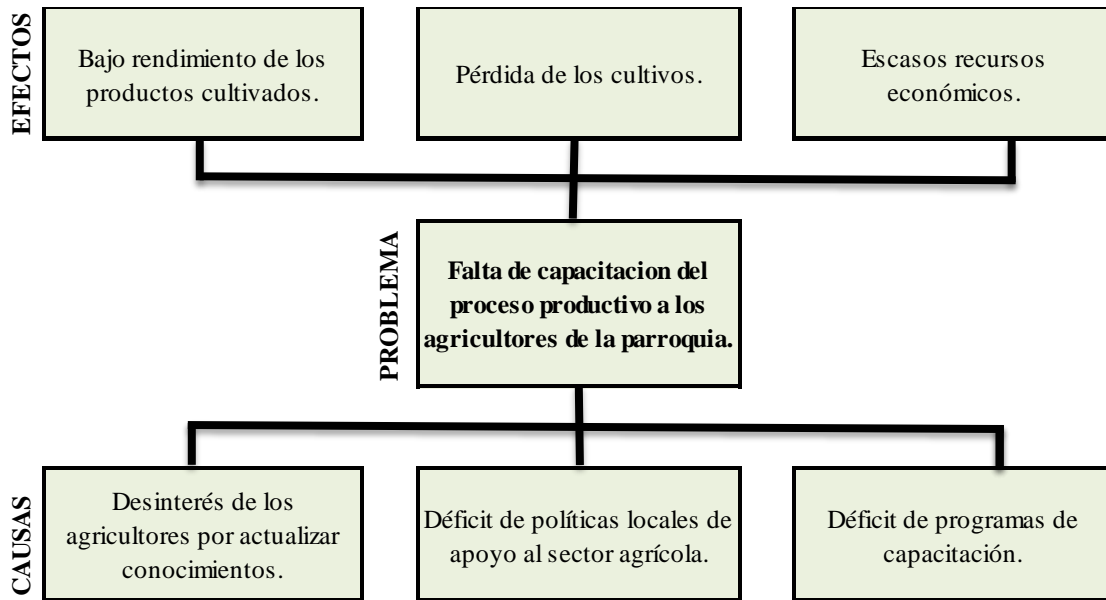 EFECTOS
Bajo rendimiento de los
productos cultivados.
Pérdida de los cultivos.
Escasos recursos
económicos.
PROBLEMA
Falta de capacitacion del
proceso productivo a los
agricultores de la parroquia.
CAUSAS
Desinterés de los
agricultores por actualizar
conocimientos.
Déficit de políticas locales de
apoyo al sector agrícola.
Déficit de programas de
capacitación.